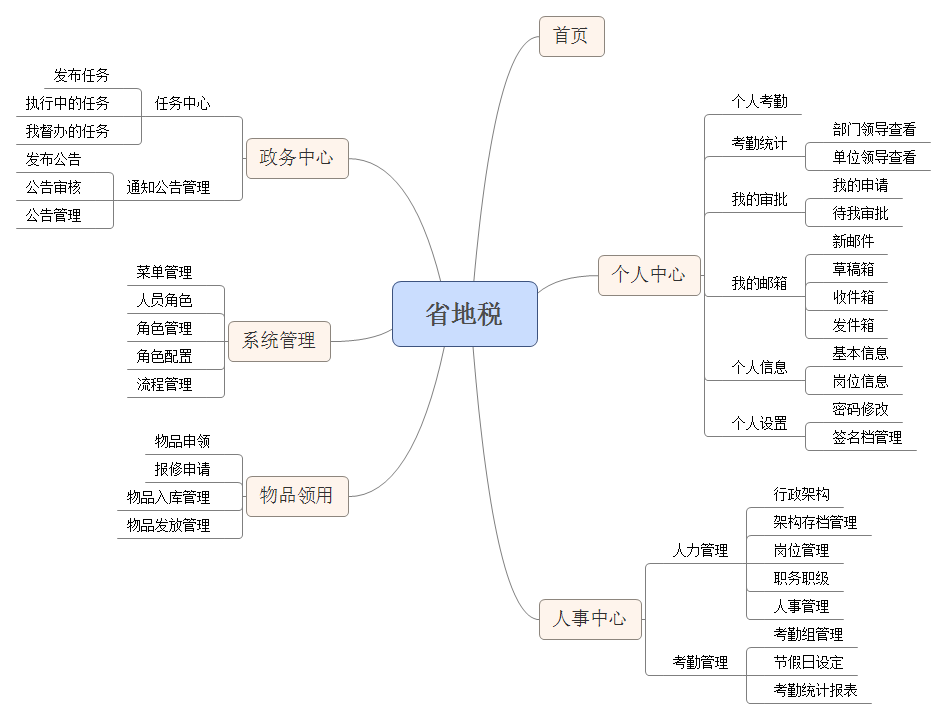 省地税
首页
个人中心
个人考勤
考勤统计
部门领导查看
单位领导查看
我的审批
我的申请
待我审批
我的邮箱
新邮件
草稿箱
收件箱
发件箱
个人信息
基本信息
岗位信息
个人设置
密码修改
签名档管理
人事中心
人力管理
行政架构
架构存档管理
岗位管理
职务职级
人事管理
考勤管理
考勤组管理
节假日设定
考勤统计报表
政务中心
任务中心
发布任务
执行中的任务
我督办的任务
通知公告管理
发布公告
公告审核
公告管理
系统管理
菜单管理
人员角色
角色管理
角色配置
流程管理
物品领用
物品申领
报修申请
物品入库管理
物品发放管理